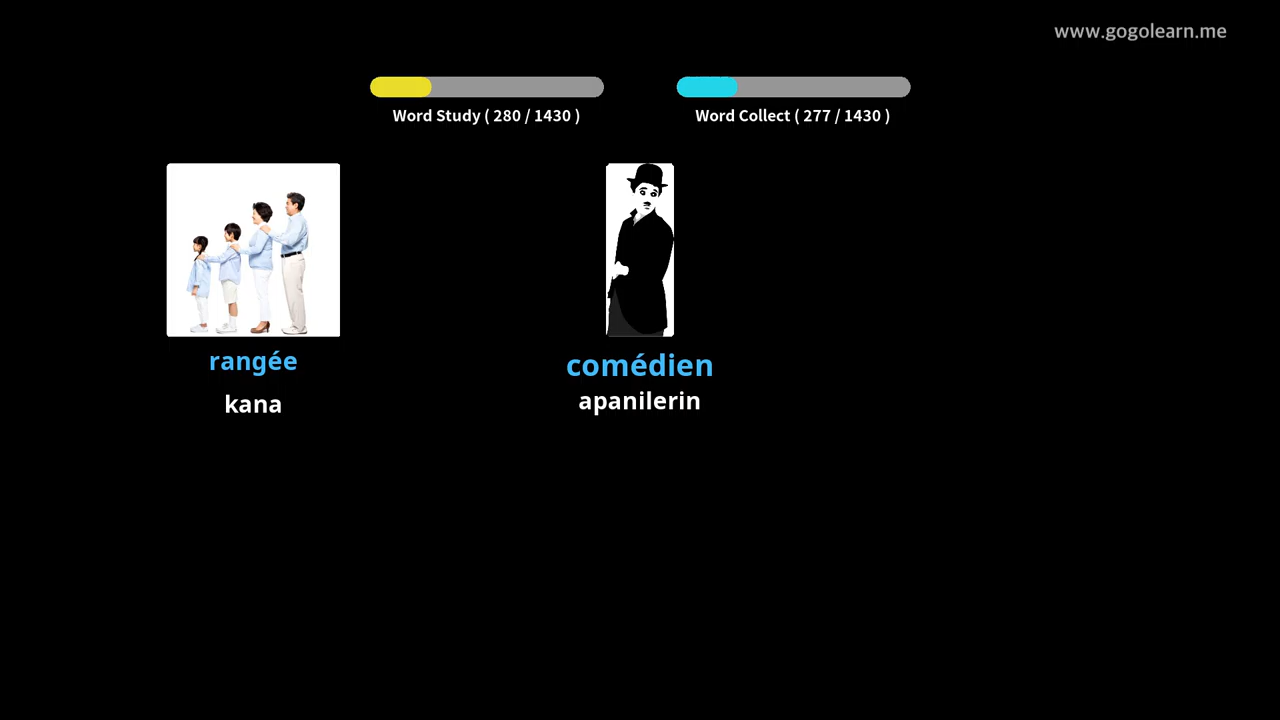 www.gogolearn.me
Word Study ( 280 / 1430 )
Word Collect ( 277 / 1430 )
rangée
kana
comédien
apanilerin